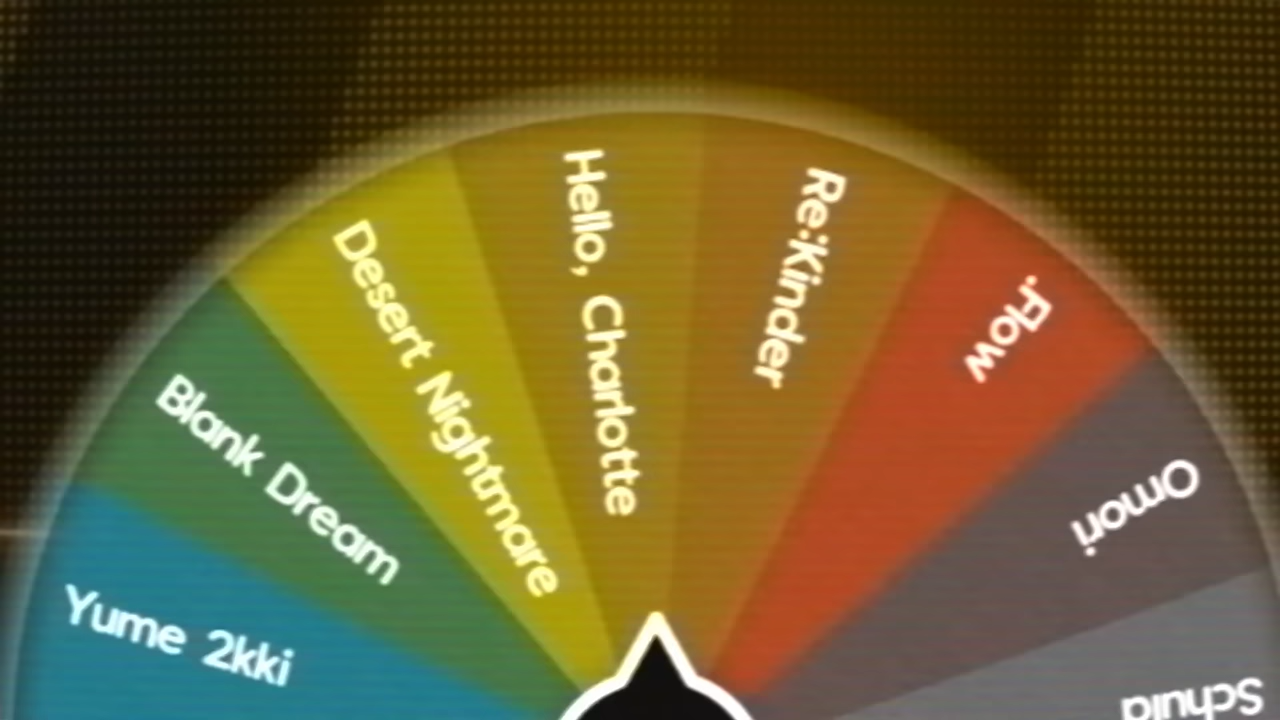 Yume 2kki
Blank Dream
Desert Nightmare
Hello, Charlotte
Re:Kinder
.Flow
Omori